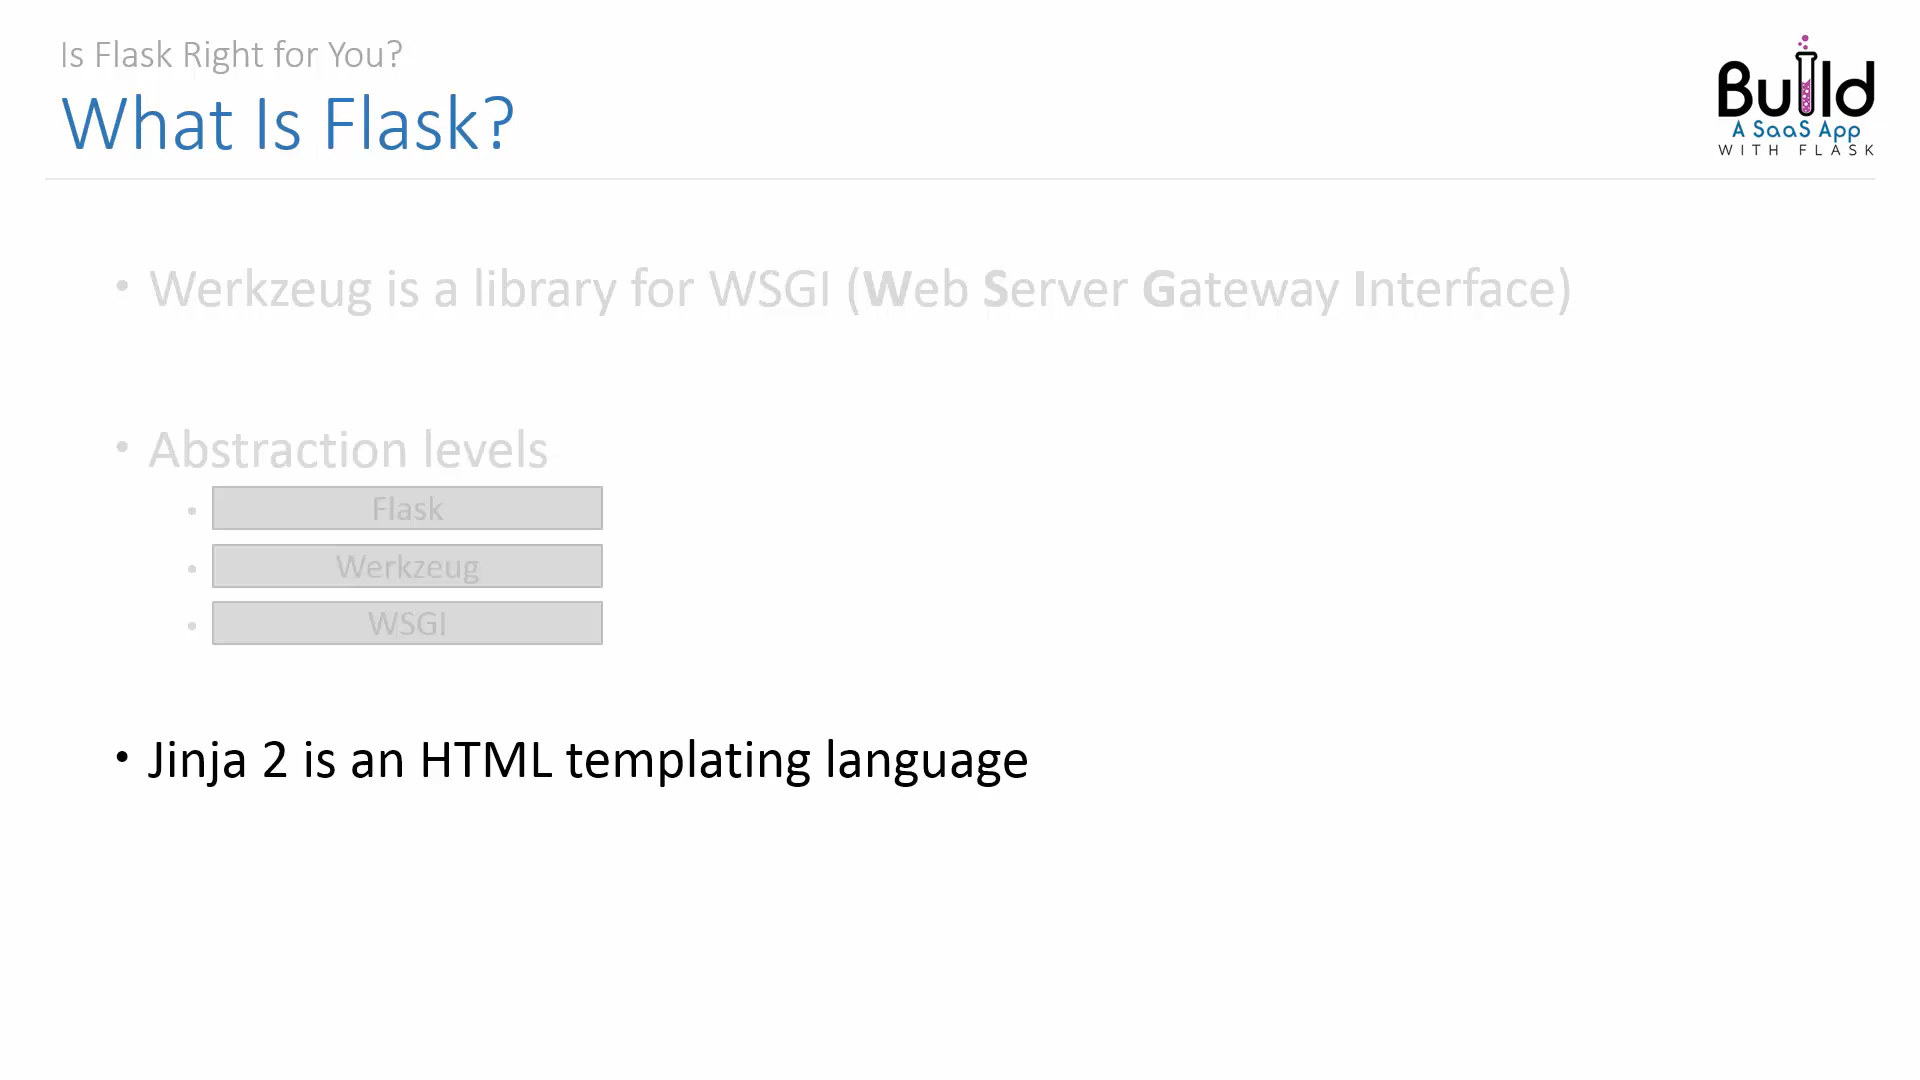 Is Flask Right for You?
What Is Flask?
Build
A SaaS App
WITH FLASK
• Werkzeug is a library for WSGI (Web Server Gateway Interface)
• Abstraction levels
• Flask
• Werkzeug
• WSGI
• Jinja 2 is an HTML templating language